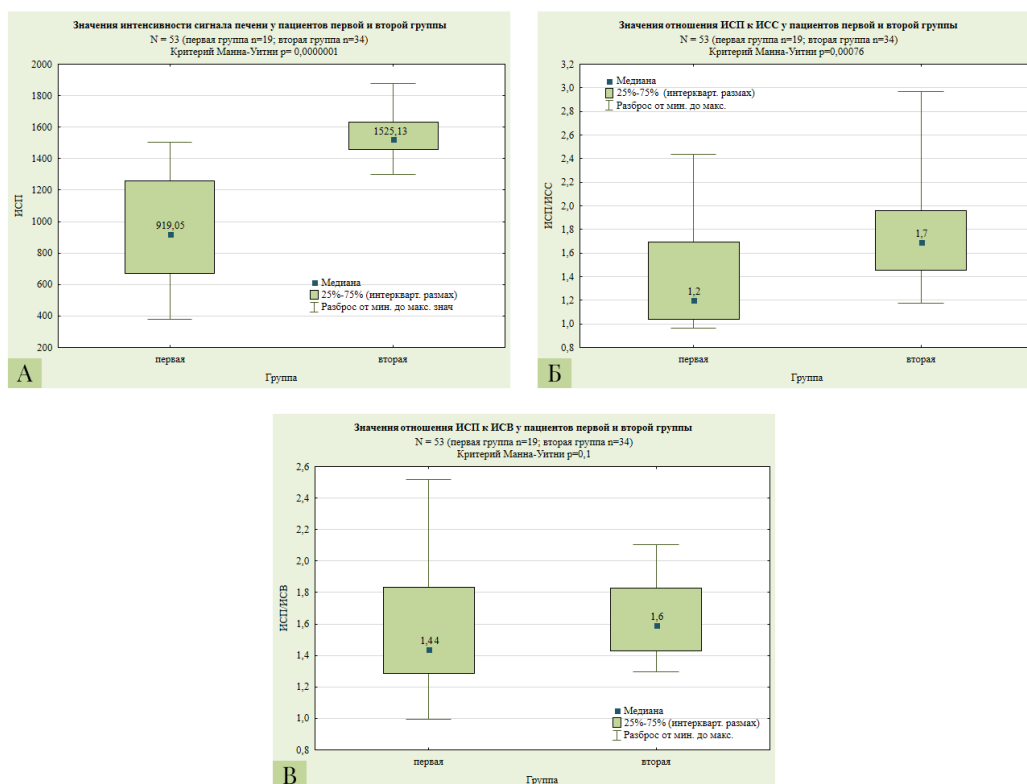 Значения интенсивности сигнала печени у пациентов первой и второй группы
N = 53 (первая группа n=19; вторая группа n=34)
Критерий Манна-Уитни p= 0,0000001
2000
1800
1600
1400
1200
1000
800
600
400
200
ИСП
919,05
1525,13
Медиана
25%-75% (интеркварт. размах)
Разброс от мин. до макс. знач
первая
вторая
Группа
А
Значения отношения ИСП к ИСС у пациентов первой и второй группы
N = 53 (первая группа n=19; вторая группа n=34)
Критерий Манна-Уитни p=0,00076
3,2
3,0
2,8
2,6
2,4
2,2
2,0
1,8
1,6
1,4
1,2
1,0
0,8
ИСП/ИСС
Медиана
25%-75% (интеркварт. размах)
Разброс от мин. до макс.
1,2
1,7
первая
вторая
Группа
Б
Значения отношения ИСП к ИСВ у пациентов первой и второй группы
N = 53 (первая группа n=19; вторая группа n=34)
Критерий Манна-Уитни p=0,1
2,6
2,4
2,2
2,0
1,8
1,6
1,4
1,2
1,0
0,8
ИСП/ИСВ
1,44
1,6
Медиана
25%-75% (интеркварт. размах)
Разброс от мин. до макс.
первая
вторая
Группа
В